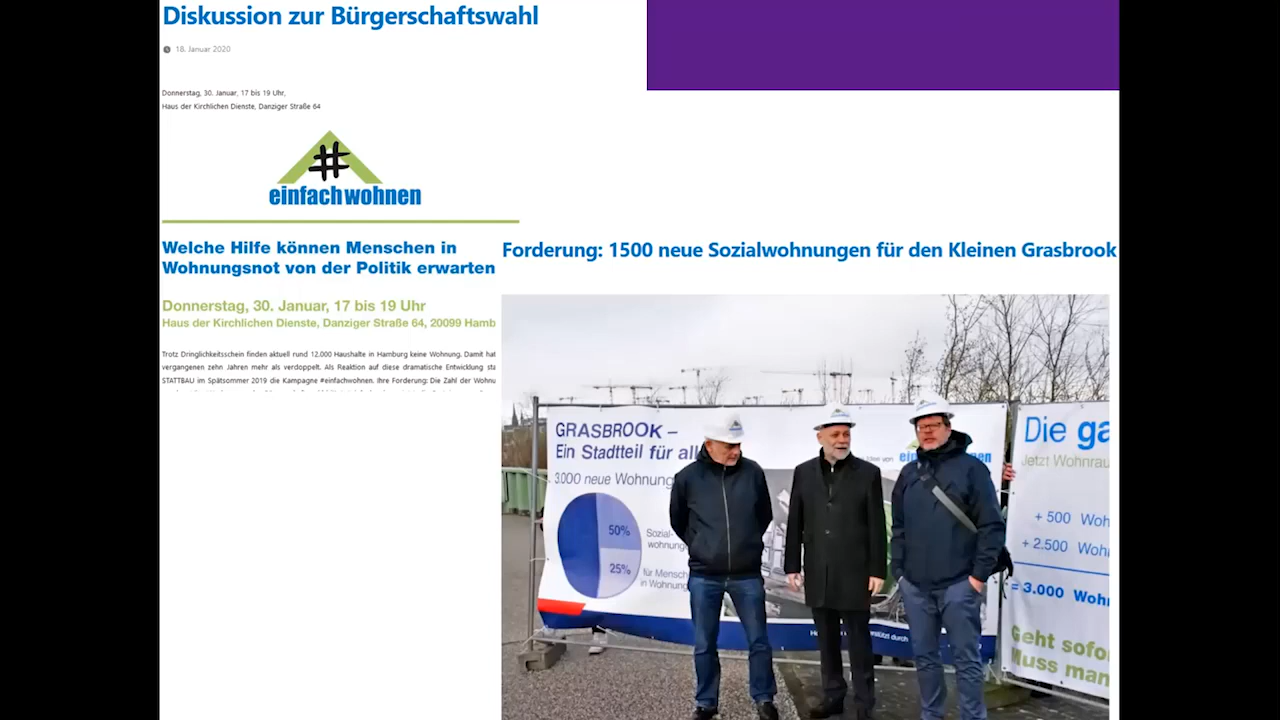 Diskussion zur Bürgerschaftswahl
18. Januar 2020
Donnerstag, 30. Januar, 17 bis 19 Uhr,
Haus der Kirchlichen Dienste, Danziger Straße 64
#
einfachwohnen
Welche Hilfe können Menschen in
Wohnungsnot von der Politik erwarten
Donnerstag, 30. Januar, 17 bis 19 Uhr
Haus der Kirchlichen Dienste, Danziger Straße 64, 20099 Hamb
Trotz Dringlichkeitsschein finden aktuell rund 12.000 Haushalte in Hamburg keine Wohnung. Damit hat
vergangenen zehn Jahren mehr als verdoppelt. Als Reaktion auf diese dramatische Entwicklung sta
STATTBAU im Spätsommer 2019 die Kampagne #einfachwohnen. Ihre Forderung: Die Zahl der Wohnu
Forderung: 1500 neue Sozialwohnungen für den Kleinen Grasbrook
GRASBROOK –
Ein Stadtteil für all
3.000 neue Wohnung
50%
Sozial-
wohnung
25%
für Mensch
in Wohnung
von
einf
nen
Die ga
Jetzt Wohnrau
+ 500 Woh
+ 2.500 Wohn
= 3.000 Wohn
Geht sofo
Muss man